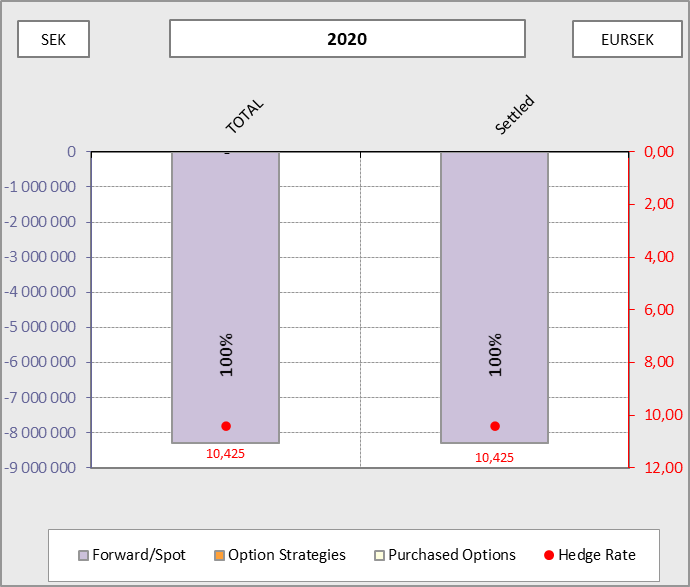 SEK 2020 EURSEK
TOTAL Settled
0 0,00
-1 000 000
2,00
-2 000 000
-3 000 000 4,00
-4 000 000
6,00
-5 000 000
100% 100%
-6 000 000 8,00
-7 000 000
10,00
-8 000 000
10,425 10,425
-9 000 000 12,00
Forward/Spot Option Strategies Purchased Options Hedge Rate